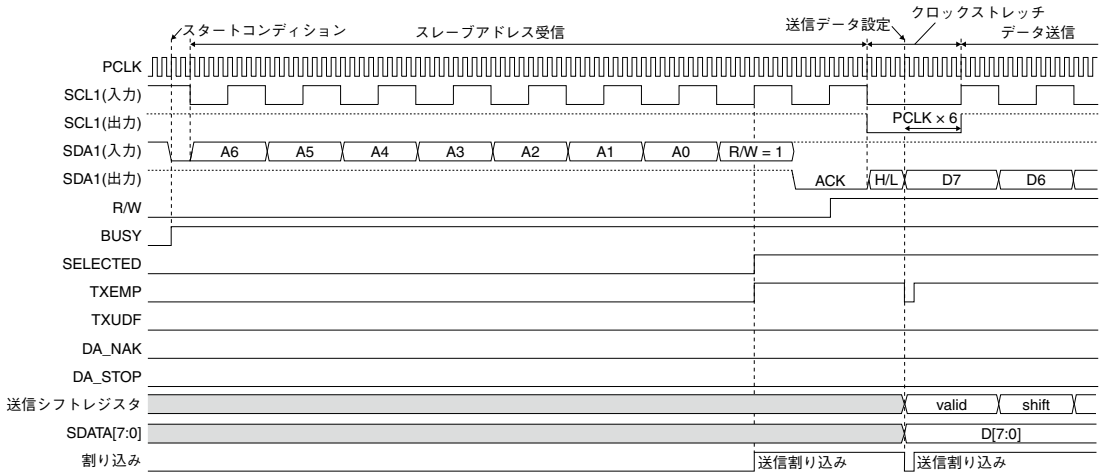 クロックストレッチ
スタートコンディション スレーブアドレス受信 送信データ設定 データ送信
PCLK
SCL1(入力)
SCL1(出力) PCLK × 6
SDA1(入力) A6 A5 A4 A3 A2 A1 A0 R/W = 1
SDA1(出力) ACK H/L D7 D6
R/W
BUSY
SELECTED
TXEMP
TXUDF
DA_NAK
DA_STOP
送信シフトレジスタ valid shift
SDATA[7:0] D[7:0]
割り込み 送信割り込み 送信割り込み